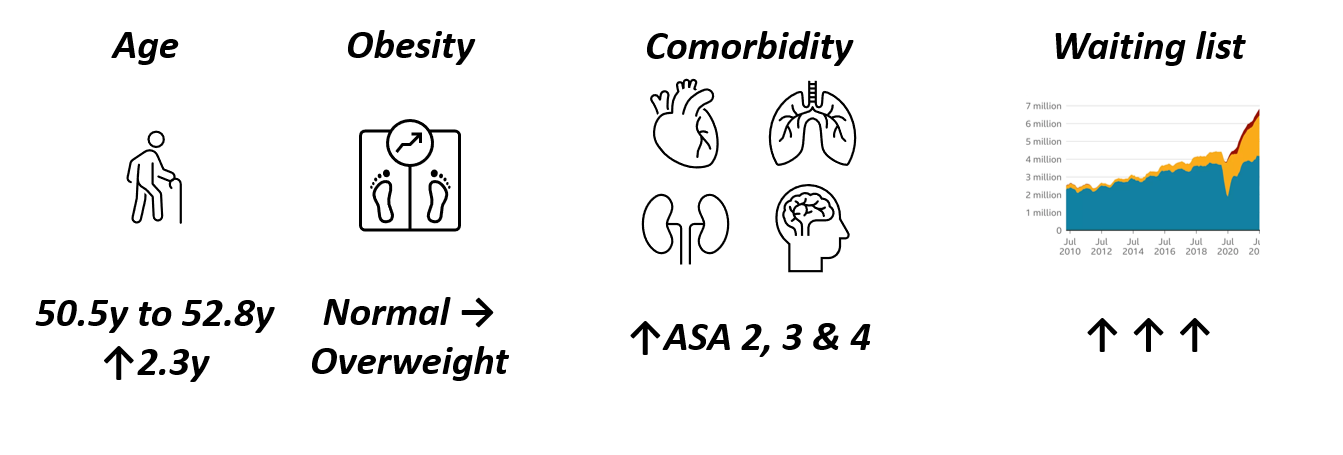 Age
50.5y to 52.8y
↑2.3y
Obesity
Normal →
Overweight
Comorbidity
↑ASA 2, 3 & 4
Waiting list
7 million
6 million
5 million
4 million
3 million
2 million
1 million
0
Jul Jul Jul Jul Jul Jul
2010 2012 2014 2016 2018 2020 20
↑ ↑ ↑